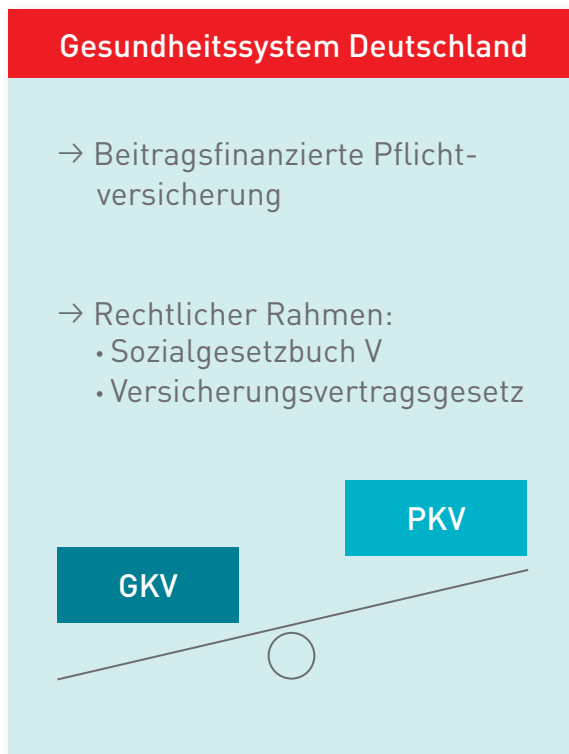 Gesundheitssystem Deutschland
→ Beitragsfinanzierte Pflicht-
versicherung
→ Rechtlicher Rahmen:
• Sozialgesetzbuch V
• Versicherungsvertragsgesetz
PKV
GKV